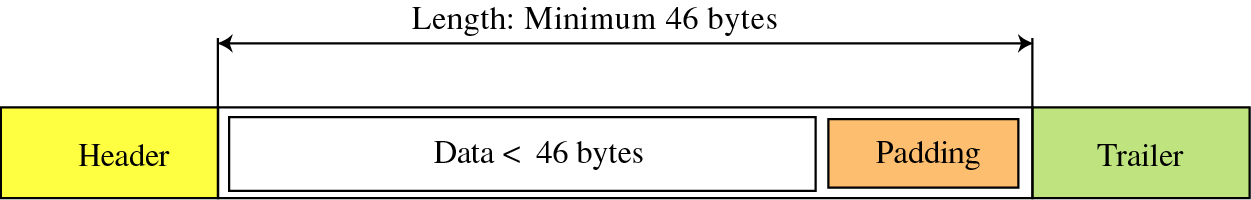 Length: Minimum 46 bytes
Header
Data < 46 bytes
Padding
Trailer